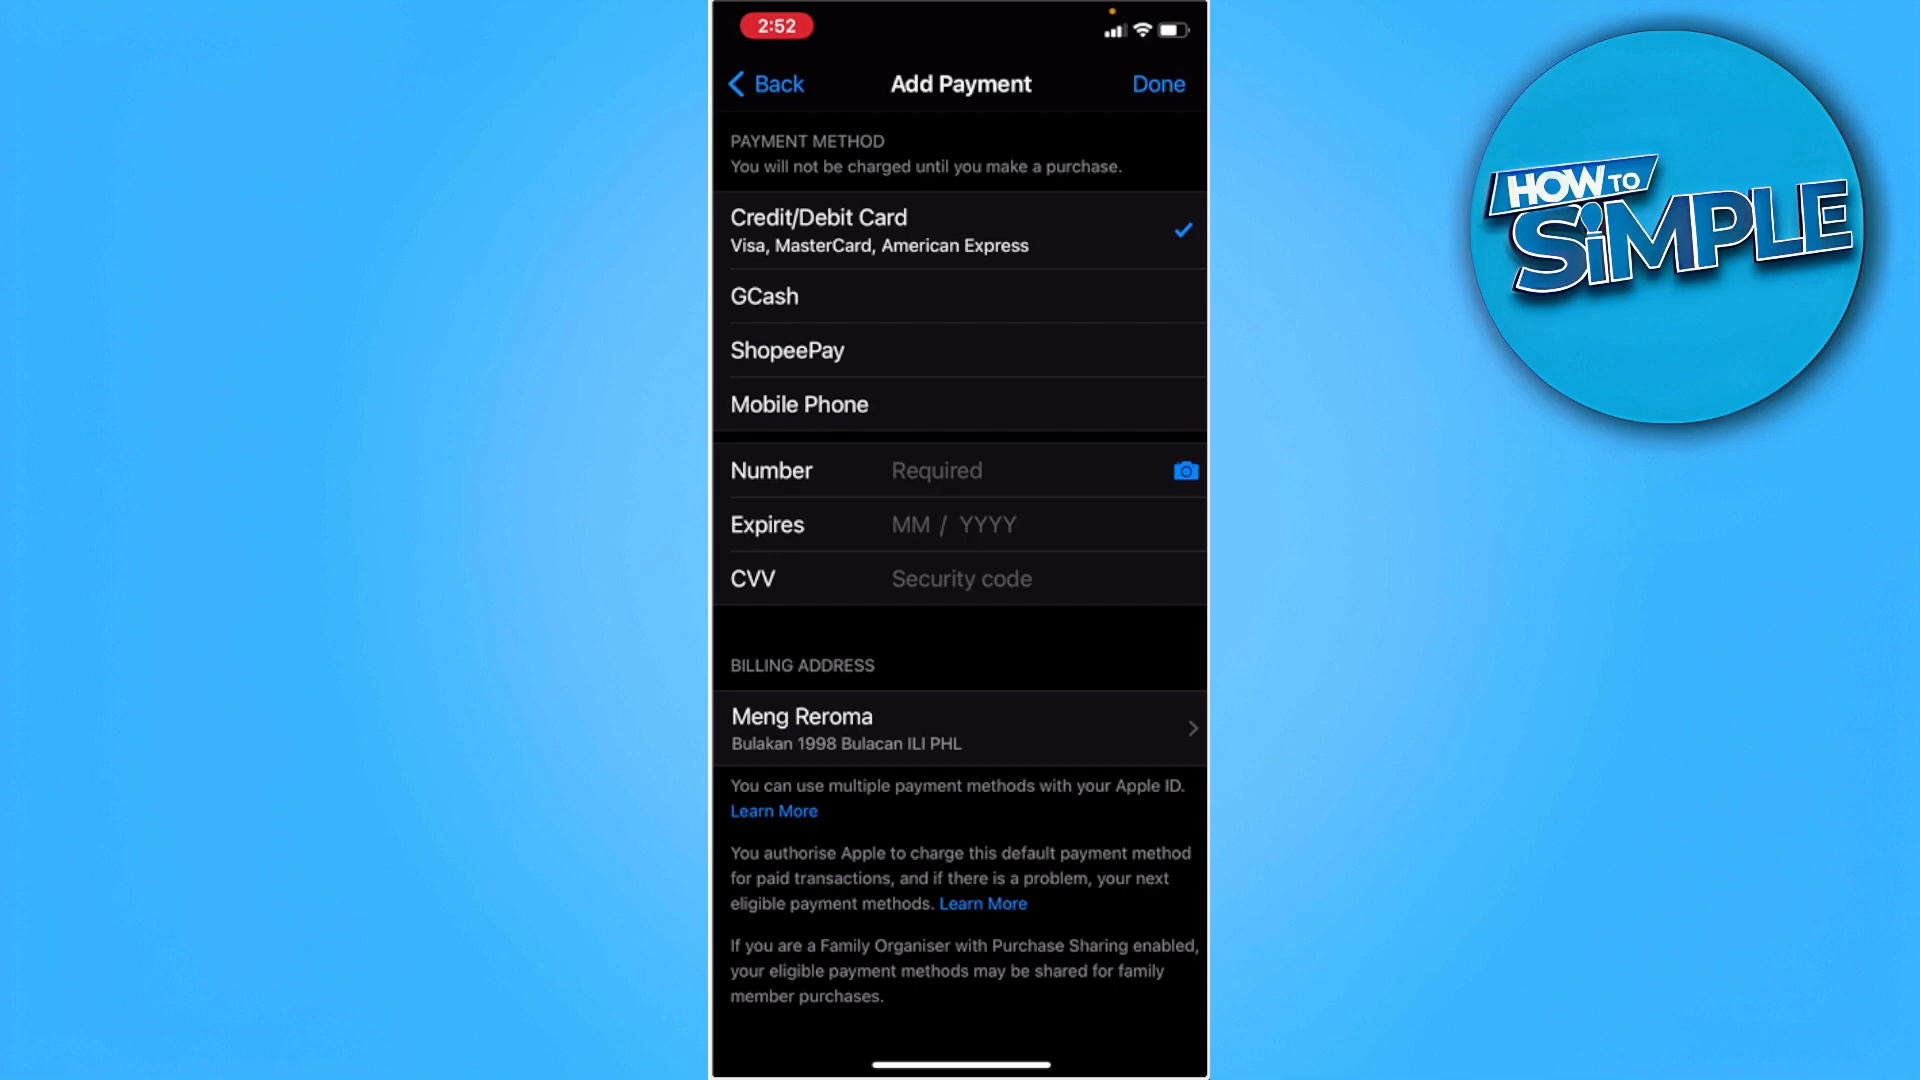 2:52
Back
Add Payment
Done
PAYMENT METHOD
You will not be charged until you make a purchase.
Credit/Debit Card
Visa, MasterCard, American Express
GCash
ShopeePay
Mobile Phone
Number Required
Expires MM / YYYY
CVV Security code
BILLING ADDRESS
Meng Reroma
Bulakan 1998 Bulacan ILI PHL
You can use multiple payment methods with your Apple ID.
Learn More
You authorise Apple to charge this default payment method
for paid transactions, and if there is a problem, your next
eligible payment methods. Learn More
If you are a Family Organiser with Purchase Sharing enabled,
your eligible payment methods may be shared for family
member purchases.
HOW TO
SiMPLE